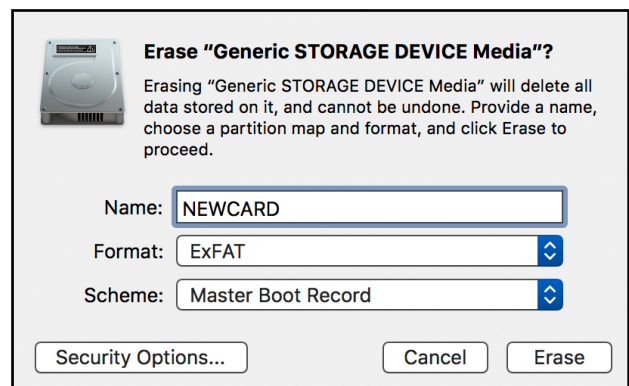 Erase “Generic STORAGE DEVICE Media”?
Erasing “Generic STORAGE DEVICE Media” will delete all
data stored on it, and cannot be undone. Provide a name,
choose a partition map and format, and click Erase to
proceed.
Name: NEWCARD
Format: ExFAT
Scheme: Master Boot Record
Security Options... Cancel Erase